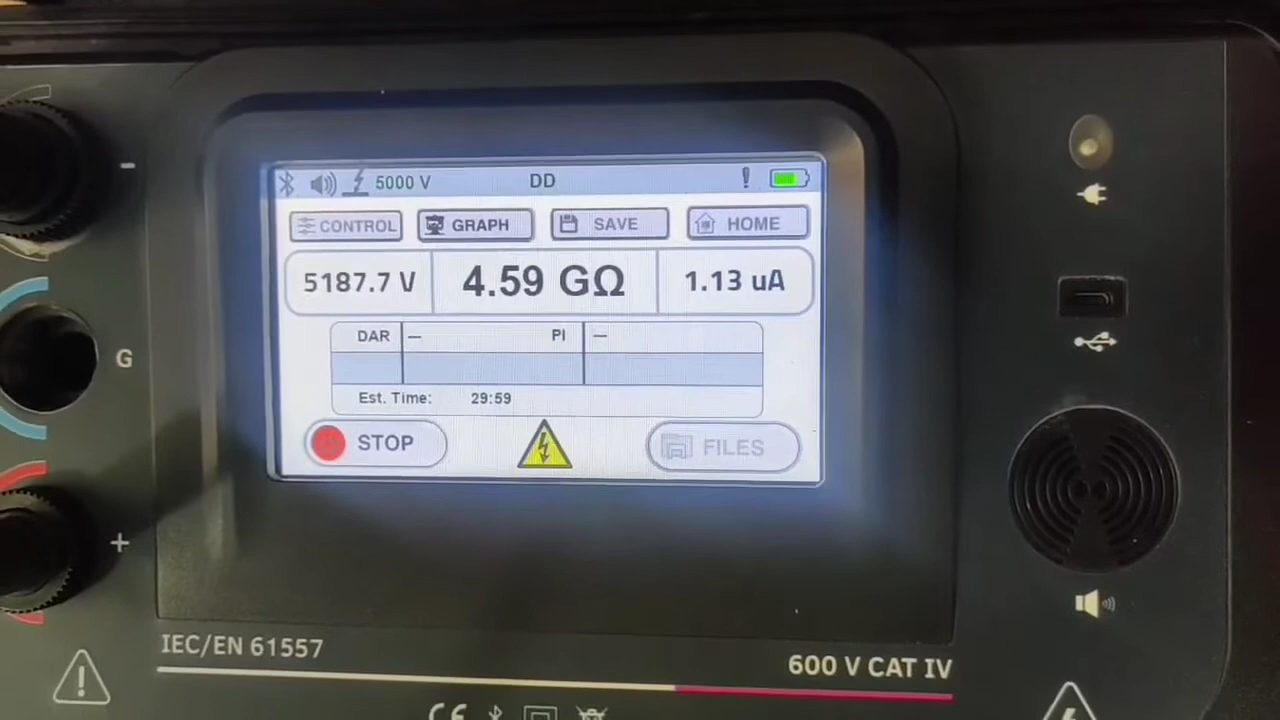 5000 V DD
CONTROL GRAPH SAVE HOME
5187.7 V 4.59 GΩ 1.13 uA
DAR — PI —
Est. Time: 29:59
STOP FILES
-
G
+
IEC/EN 61557
600 V CAT IV
CE